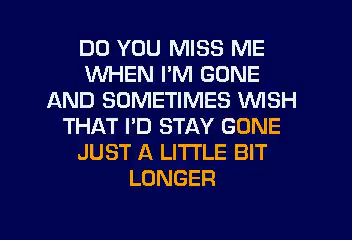 DO YOU MISS ME
WHEN I'M GONE
AND SOMETIMES WISH
THAT I'D STAY GONE
JUST A LITTLE BIT
LONGER